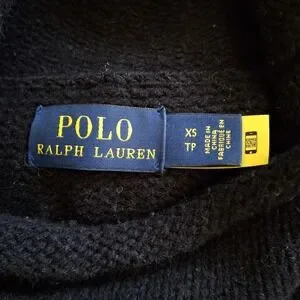 POLO
RALPH LAUREN
XS
TP
MADE IN
CHINA
FABRIQUÉ EN
CHINE